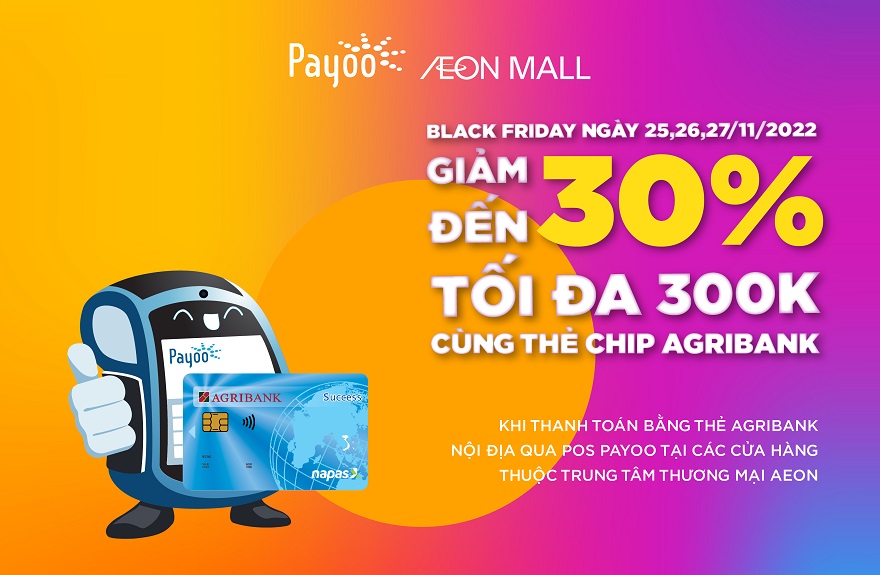 Payoo ÆON MALL
BLACK FRIDAY NGÀY 25,26,27/11/2022
GIẢM
ĐẾN 30%
TỐI ĐA 300K
CÙNG THẺ CHIP AGRIBANK
Payoo
AGRIBANK Success
3
napas
KHI THANH TOÁN BẰNG THẺ AGRIBANK
NỘI ĐỊA QUA POS PAYOO TẠI CÁC CỬA HÀNG
THUỘC TRUNG TÂM THƯƠNG MẠI AEON